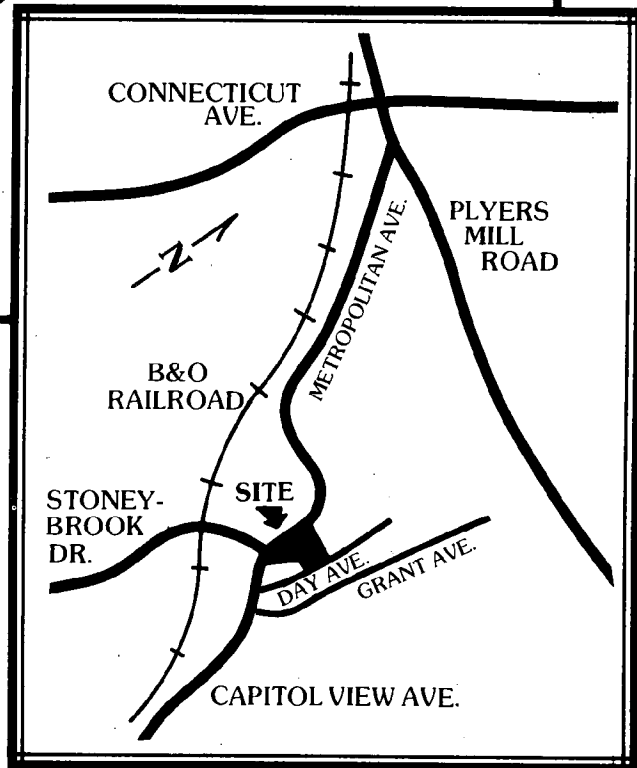 CONNECTICUT
AVE.
PLYERS
MILL
ROAD
N
METROPOLITAN AVE.
B&O
RAILROAD
STONEY-
BROOK
DR.
SITE
DAY AVE.
GRANT AVE.
CAPITOL VIEW AVE.